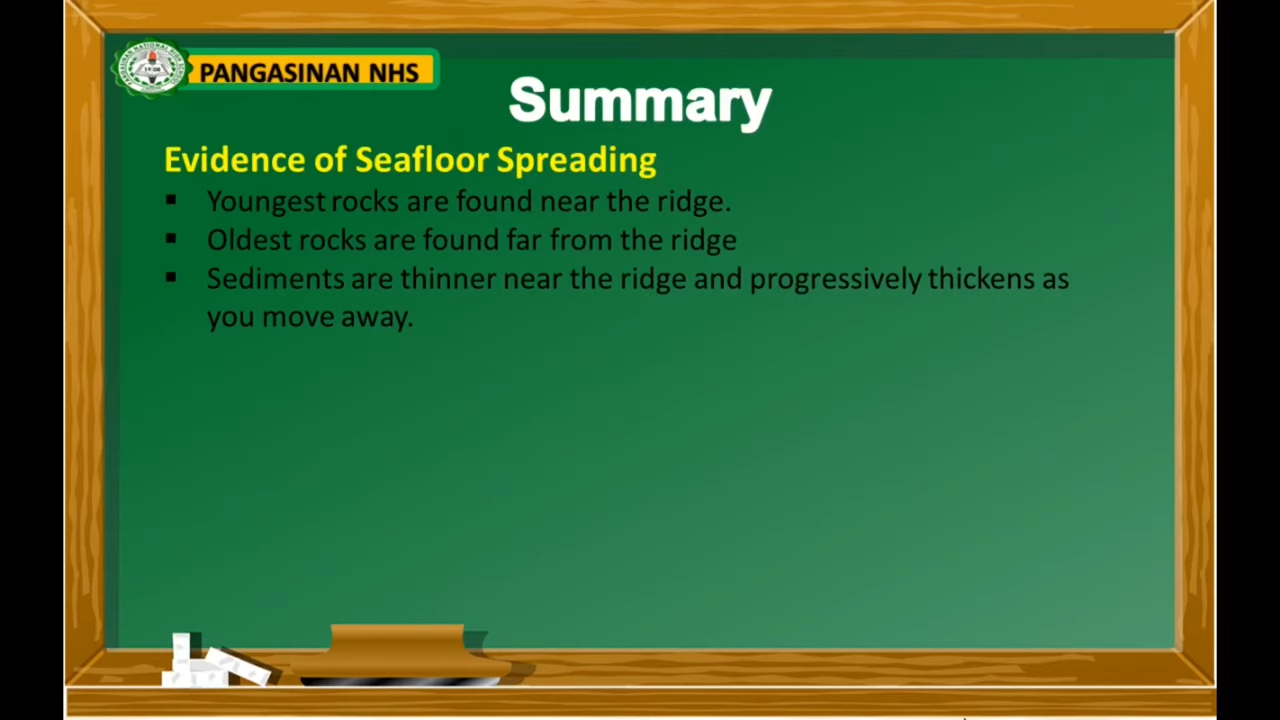 PANGASINAN NHS
Summary
Evidence of Seafloor Spreading
▪ Youngest rocks are found near the ridge.
▪ Oldest rocks are found far from the ridge
▪ Sediments are thinner near the ridge and progressively thickens as
you move away.